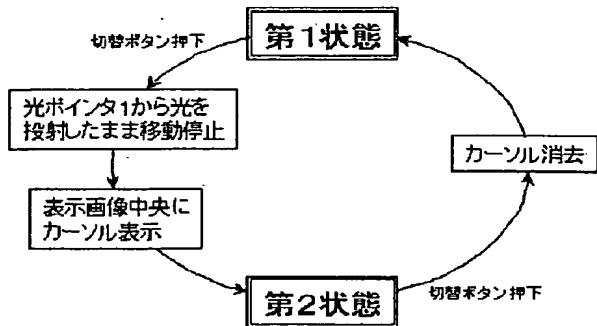 第1状態
切替ボタン押下
光ポインタ1から光を
投射したまま移動停止
カーソル消去
表示画像中央に
カーソル表示
第2状態
切替ボタン押下